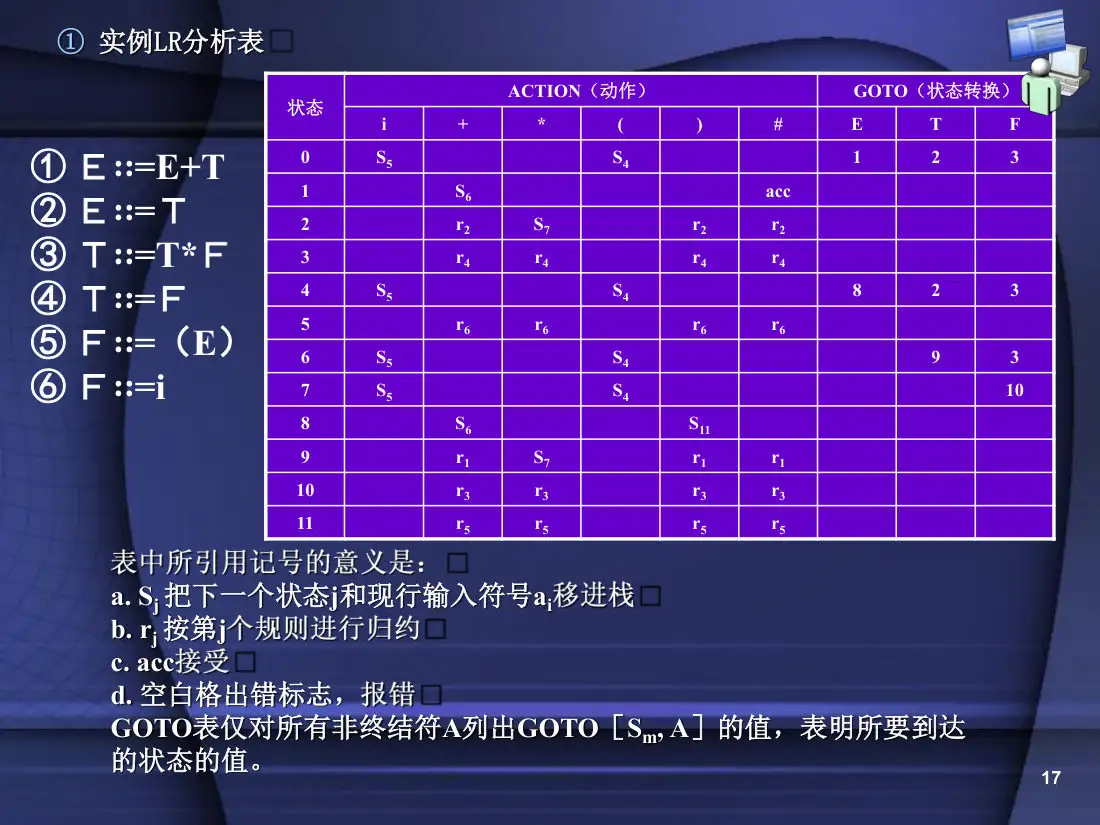 ① 实例LR分析表
① E ::=E+T
② E ::= T
③ T ::=T* F
④ T ::= F
⑤ F ::=（E）
⑥ F ::=i
状态 ACTION（动作） GOTO（状态转换）
i + * ( ) # E T F
0 S5 S4 1 2 3
1 S6 acc
2 r2 S7 r2 r2
3 r4 r4 r4 r4
4 S5 S4 8 2 3
5 r6 r6 r6 r6
6 S5 S4 9 3
7 S5 S4 10
8 S6 S11
9 r1 S7 r1 r1
10 r3 r3 r3 r3
11 r5 r5 r5 r5
表中所引用记号的意义是：
a. Sj 把下一个状态j和现行输入符号ai移进栈
b. rj 按第j个规则进行归约
c. acc接受
d. 空白格出错标志，报错
GOTO表仅对所有非终结符A列出GOTO［Sm, A］的值，表明所要到达
的状态的值。
17